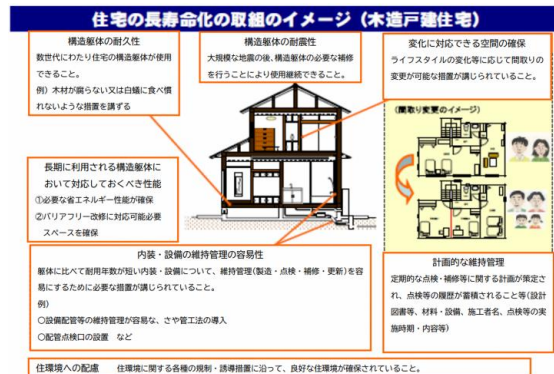 住宅の長寿命化の取組のイメージ（木造戸建住宅）
構造躯体の耐久性
数世代にわたり住宅の構造躯体が使用
できること。
例）木材が腐らない又は白蟻に食べ慣
れないような措置を講ずる
構造躯体の耐震性
大規模な地震の後、構造躯体の必要な補修
を行うことにより使用継続できること。
変化に対応できる空間の確保
ライフスタイルの変化等に応じて間取りの
変更が可能な措置が講じられていること。
（間取り変更のイメージ）
長期に利用される構造躯体に
おいて対応しておくべき性能
①必要な省エネルギー性能が確保
②バリアフリー改修に対応可能必要
スペースを確保
内装・設備の維持管理の容易性
躯体に比べて耐用年数が短い内装・設備について、維持管理(製造・点検・補修・更新)を容
易にするために必要な措置が講じられていること。
例）
○設備配管等の維持管理が容易な、さや管工法の導入
○配管点検口の設置　など
計画的な維持管理
定期的な点検・補修等に関する計画が策定さ
れ、点検等の履歴が蓄積されること等(設計
図書等、材料・設備、施工者名、点検等の実
施時期・内容等)
住環境への配慮　住環境に関する各種の規制・誘導措置に沿って、良好な住環境が確保されていること。